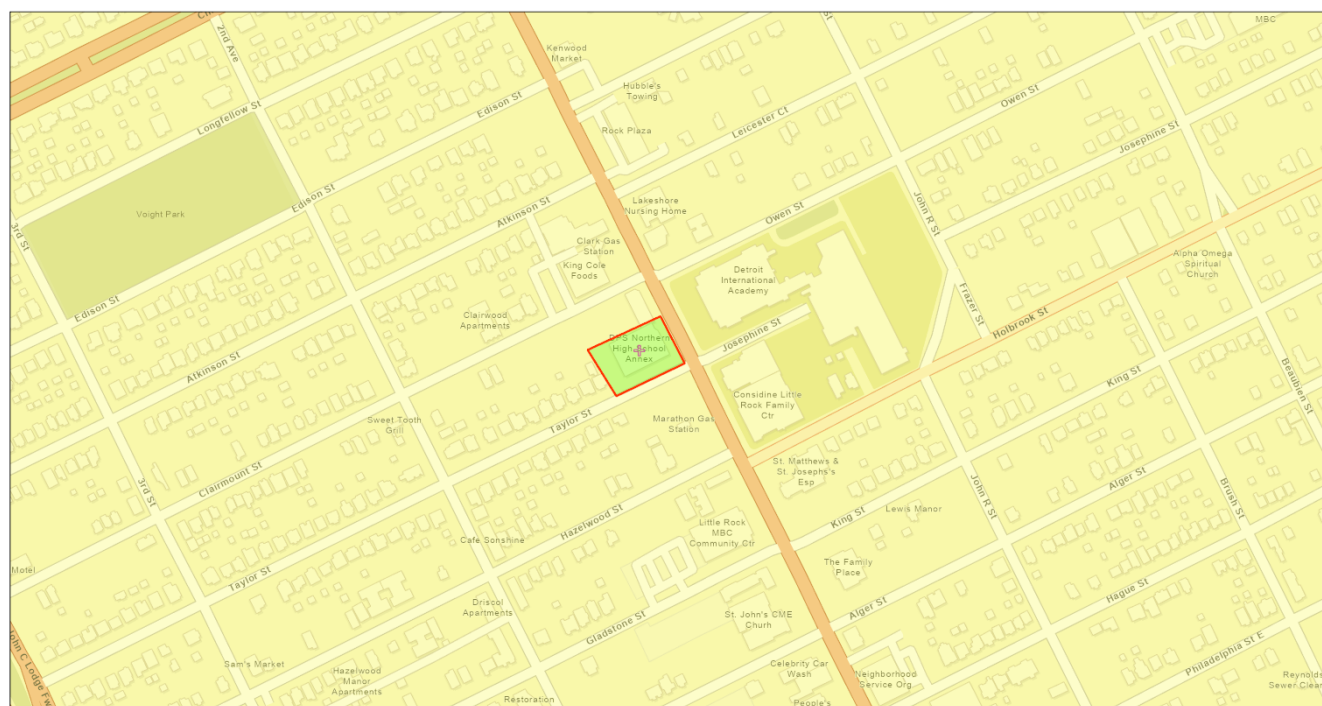 2nd Ave
MBC
Kenwood
Market
Hubble's
Towing
Longfellow St
Edison St
Owen St
Rock Plaza
Leicester Ct
Josephine St
Voight Park
Edison St
Atkinson St
Lakeshore
Nursing Home
John R St
Owen St
3rd St
Clark Gas
Station
King Cole
Foods
Detroit
International
Academy
Alpha Omega
Spiritual
Church
Edison St
Clairwood
Apartments
Frazer St
Holbrook St
Josephine St
High School
Annex
Atkinson St
Considine Little
Rock Family
Ctr
King St
Beaubien St
Sweet Tooth
Grill
Taylor St
Marathon Gas
Station
Clairmount St
3rd St
St. Matthews &
St. Josephs's
Esp
John R St
Alger St
Brush St
Hazelwood St
Lewis Manor
King St
Little Rock
MBC
Community Ctr
Cafe Sonshine
Motel
Taylor St
The Family
Place
Hague St
Driscol
Apartments
Gladstone St
St. John's CME
Churh
Alger St
John C Lodge Fwy
Sam's Market
Hazelwood
Manor
Apartments
Restoration
Celebrity Car
Wash
People's
Neighborhood
Service Org
Philadelphia St E
Reynolds
Sewer Clean